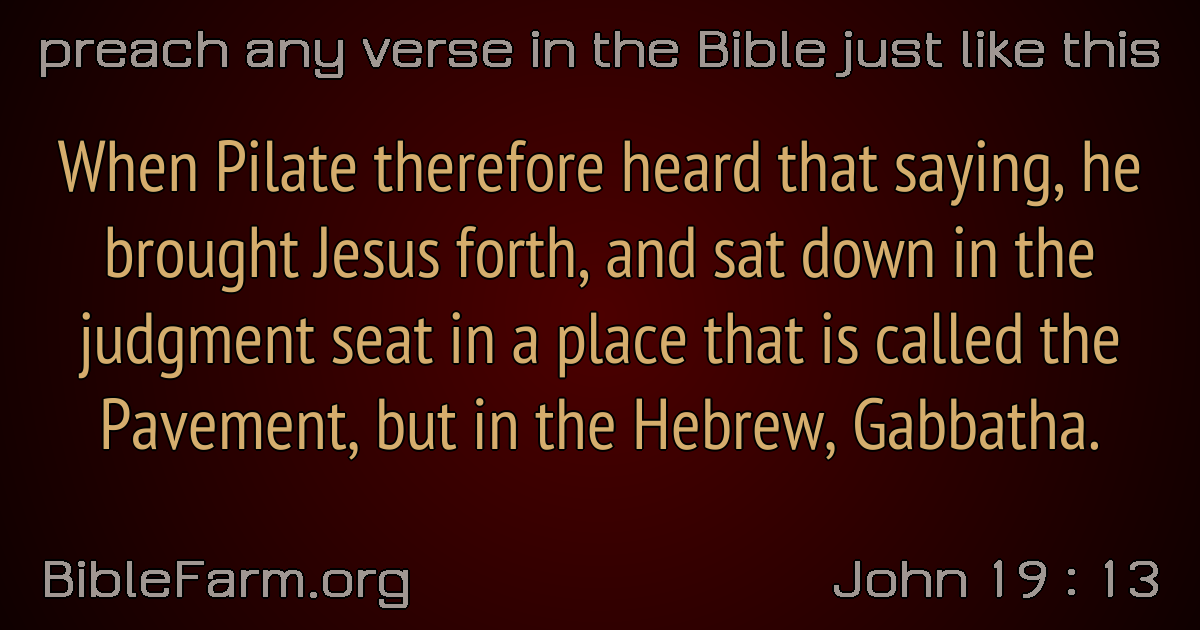 preach any verse in the Bible just like this
When Pilate therefore heard that saying, he
brought Jesus forth, and sat down in the
judgment seat in a place that is called the
Pavement, but in the Hebrew, Gabbatha.
BibleFarm.org
John 19 : 13